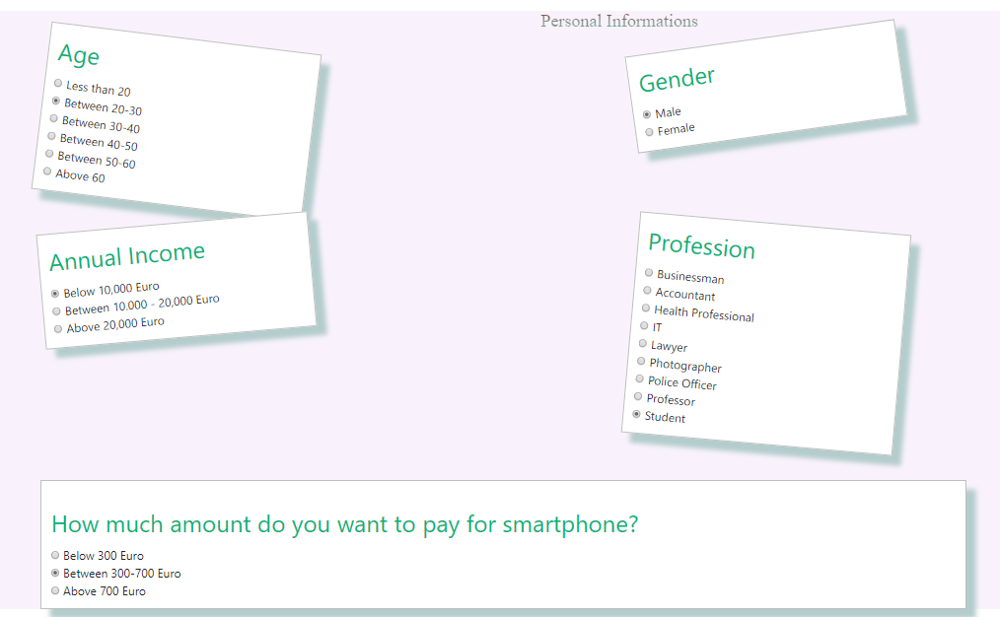 Personal Informations
Age
Less than 20
Between 20-30
Between 30-40
Between 40-50
Between 50-60
Above 60
Gender
Male
Female
Annual Income
Below 10,000 Euro
Between 10.000 - 20,000 Euro
Above 20,000 Euro
Profession
Businessman
Accountant
Health Professional
IT
Lawyer
Photographer
Police Officer
Professor
Student
How much amount do you want to pay for smartphone?
Below 300 Euro
Between 300-700 Euro
Above 700 Euro